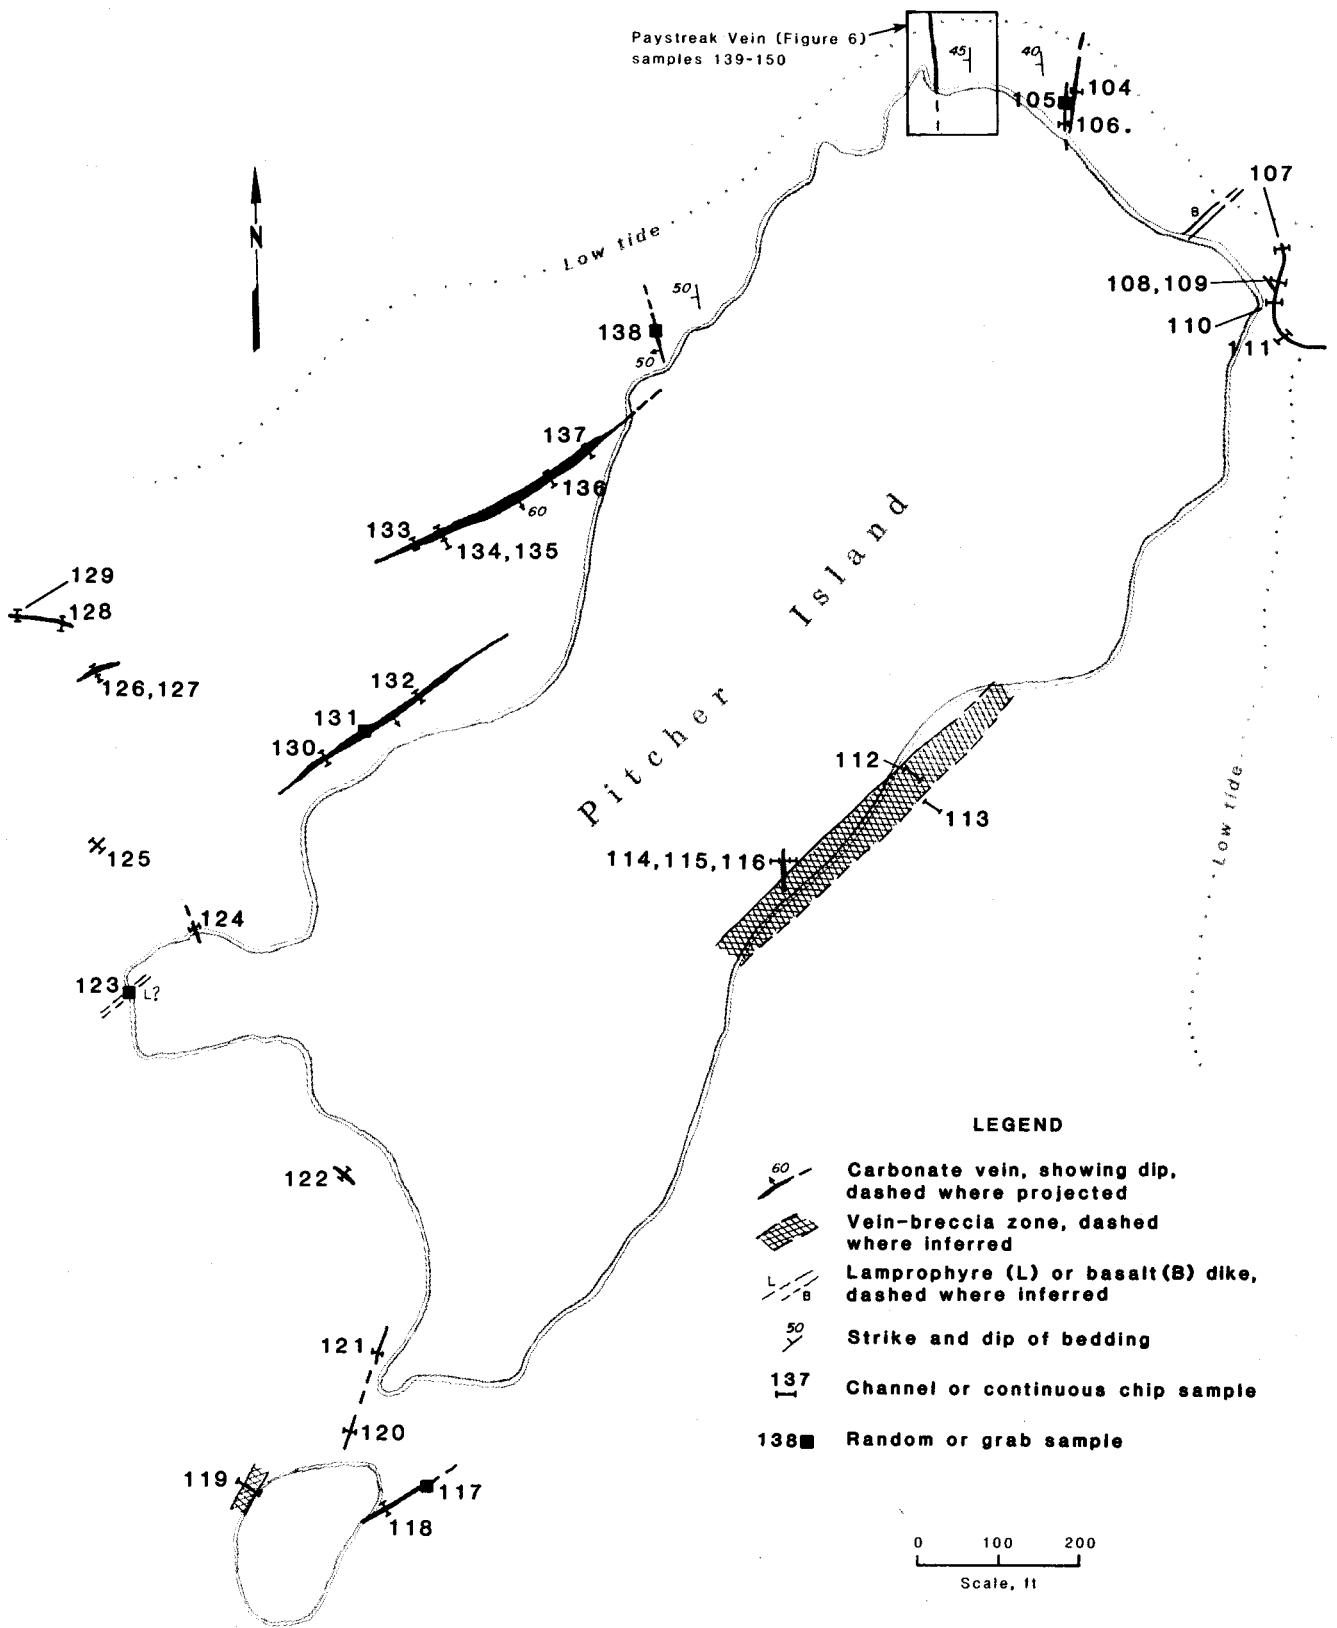 Paystreak Vein (Figure 6)
samples 139-150
45
40
104
105
106.
107
B
N
Low tide
108,109
50
110
138
111
50
137
136
60
133
134,135
Island
129
128
132
126,127
131
Pitcher
130
112
113
125
114,115,116
Low tide
124
123
L?
LEGEND
122
60
Carbonate vein, showing dip,
dashed where projected
Vein-breccia zone, dashed
where inferred
L
B
Lamprophyre (L) or basalt(B) dike,
dashed where inferred
50
Strike and dip of bedding
121
137
Channel or continuous chip sample
120
138
Random or grab sample
119
117
118
0 100 200
Scale, ft